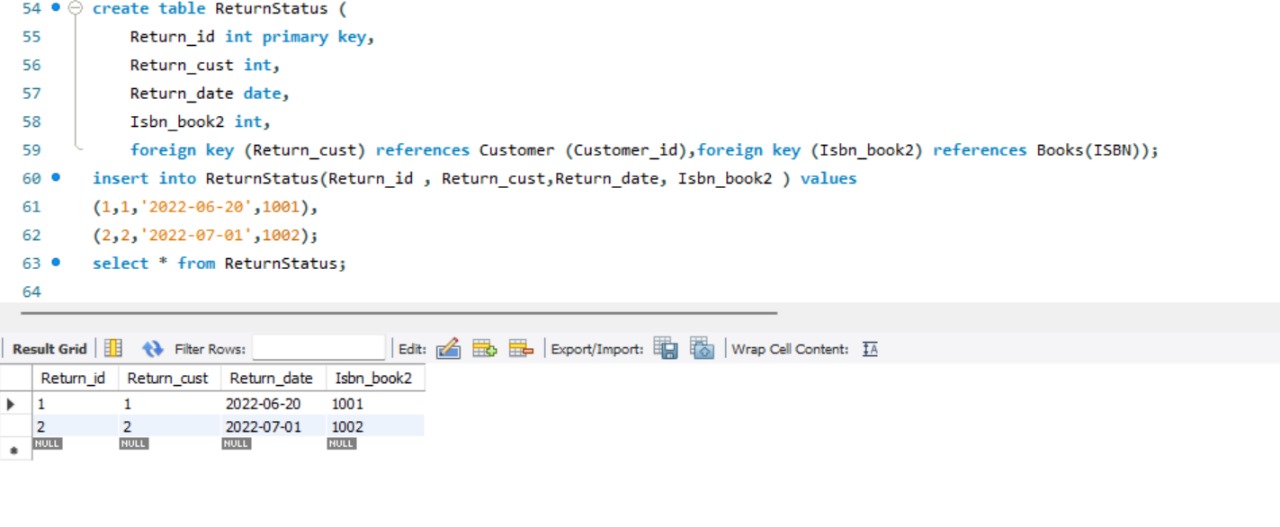 54 create table ReturnStatus (
55 Return_id int primary key,
56 Return_cust int,
57 Return_date date,
58 Isbn_book2 int,
59 foreign key (Return_cust) references Customer (Customer_id),foreign key (Isbn_book2) references Books(ISBN));
60 insert into ReturnStatus(Return_id , Return_cust,Return_date, Isbn_book2 ) values
61 (1,1,'2022-06-20',1001),
62 (2,2,'2022-07-01',1002);
63 select * from ReturnStatus;
64
Result Grid Filter Rows: Edit: Export/Import: Wrap Cell Content: IA
Return_id Return_cust Return_date Isbn_book2
1 1 2022-06-20 1001
2 2 2022-07-01 1002
NULL NULL NULL NULL